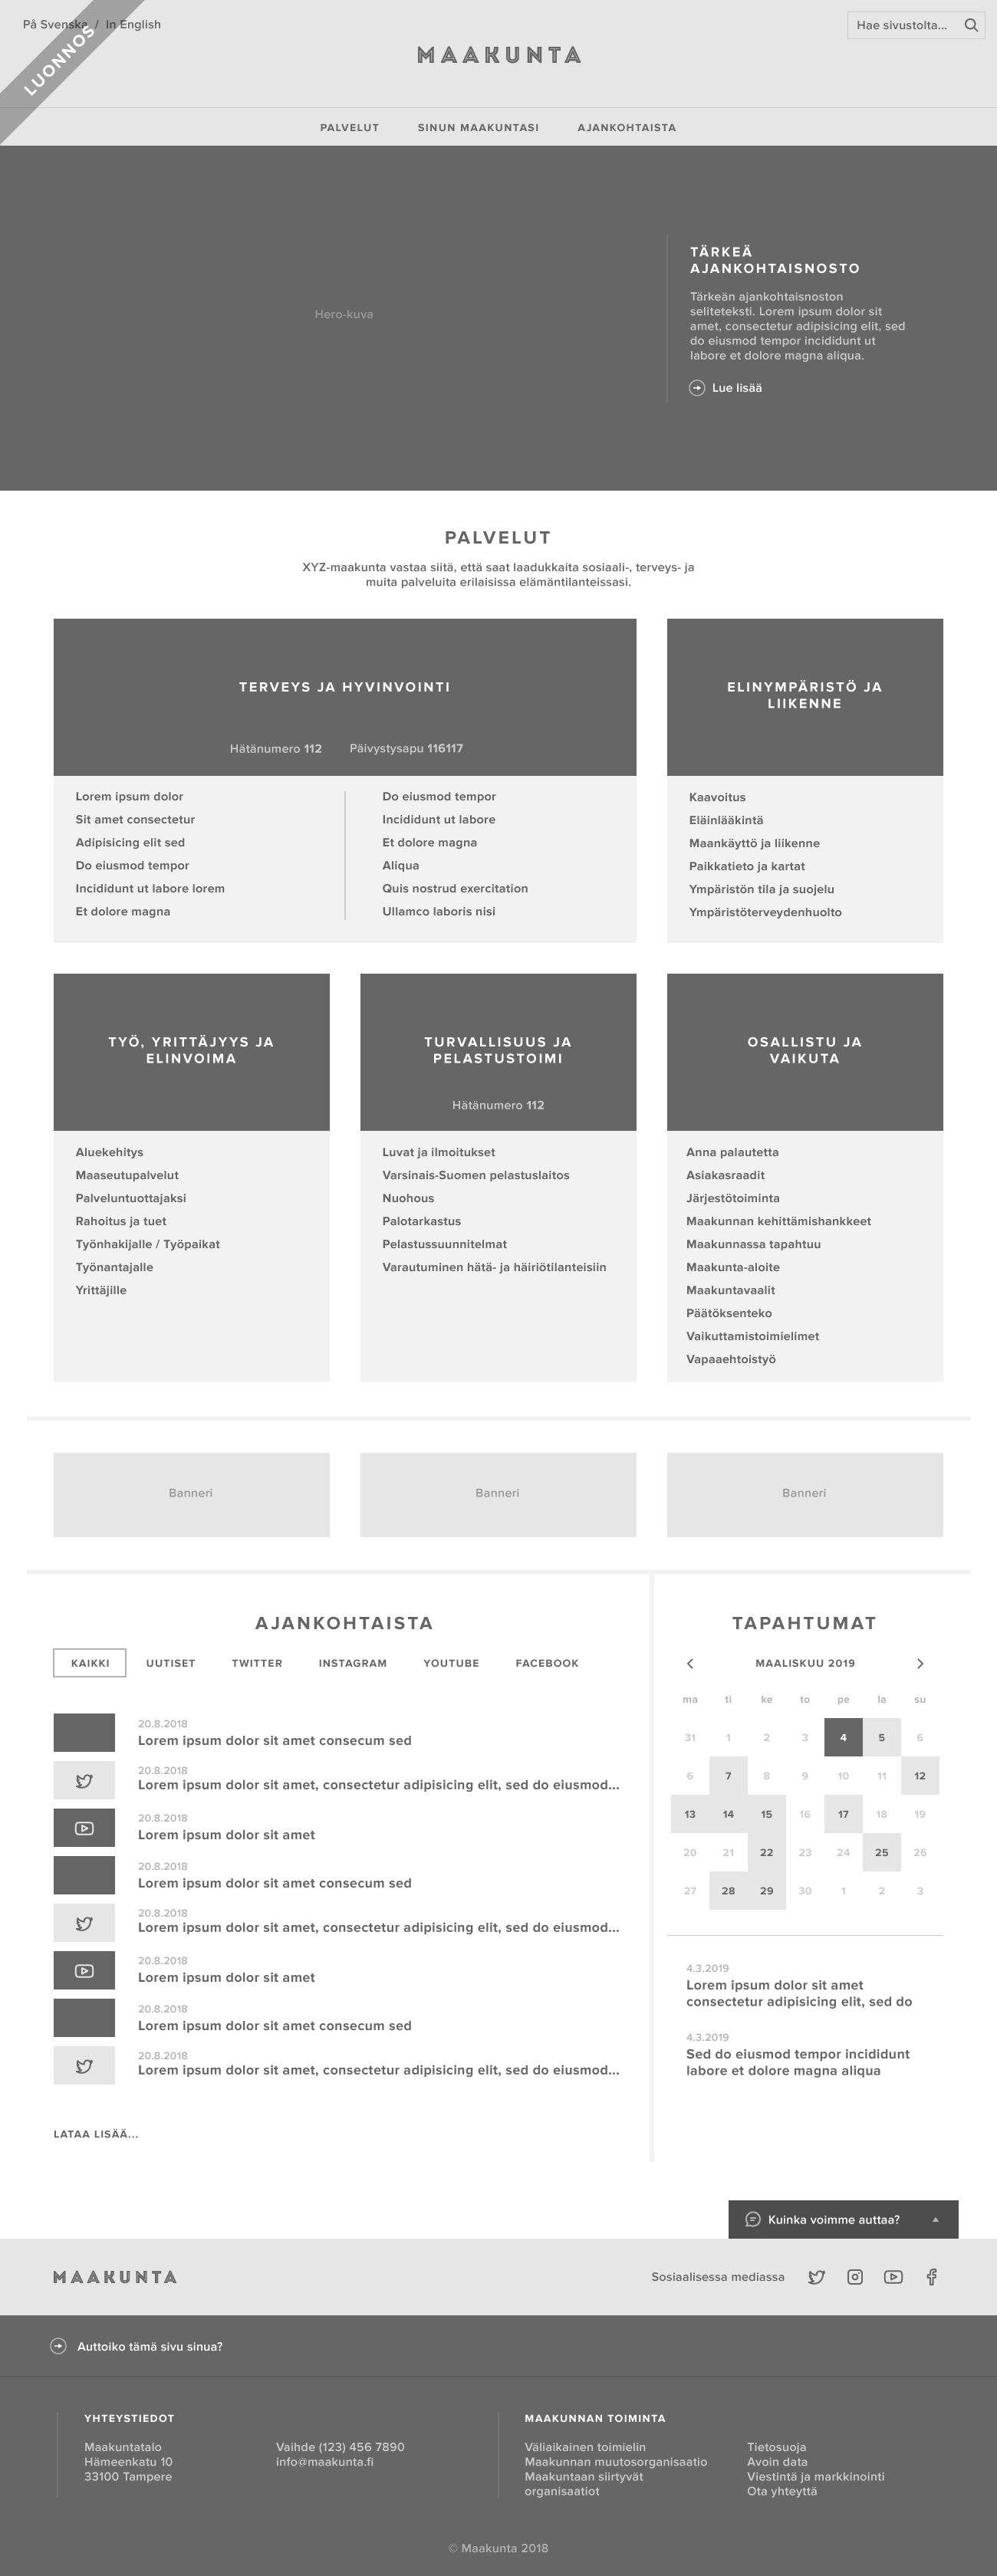 På Svenska / In English
Hae sivustolta...
LUONNOS
MAAKUNTA
PALVELUT SINUN MAAKUNTASI AJANKOHTAISTA
Hero-kuva
TÄRKEÄ
AJANKOHTAISNOSTO
Tärkeän ajankohtaisnoston
seliteteksti. Lorem ipsum dolor sit
amet, consectetur adipisicing elit, sed
do eiusmod tempor incididunt ut
labore et dolore magna aliqua.
Lue lisää
PALVELUT
XYZ-maakunta vastaa siitä, että saat laadukkaita sosiaali-, terveys- ja
muita palveluita erilaisissa elämäntilanteissasi.
TERVEYS JA HYVINVOINTI
Hätänumero 112 Päivystysapu 116117
Lorem ipsum dolor
Sit amet consectetur
Adipisicing elit sed
Do eiusmod tempor
Incididunt ut labore lorem
Et dolore magna
Do eiusmod tempor
Incididunt ut labore
Et dolore magna
Aliqua
Quis nostrud exercitation
Ullamco laboris nisi
ELINYMPÄRISTÖ JA
LIIKENNE
Kaavoitus
Eläinlääkintä
Maankäyttö ja liikenne
Paikkatieto ja kartat
Ympäristön tila ja suojelu
Ympäristöterveydenhuolto
TYÖ, YRITTÄJYYS JA
ELINVOIMA
Aluekehitys
Maaseutupalvelut
Palveluntuottajaksi
Rahoitus ja tuet
Työnhakijalle / Työpaikat
Työnantajalle
Yrittäjille
TURVALLISUUS JA
PELASTUSTOIMI
Hätänumero 112
Luvat ja ilmoitukset
Varsinais-Suomen pelastuslaitos
Nuohous
Palotarkastus
Pelastussuunnitelmat
Varautuminen hätä- ja häiriötilanteisiin
OSALLISTU JA
VAIKUTA
Anna palautetta
Asiakasraadit
Järjestötoiminta
Maakunnan kehittämishankkeet
Maakunnassa tapahtuu
Maakunta-aloite
Maakuntavaalit
Päätöksenteko
Vaikuttamistoimielimet
Vapaaehtoistyö
Banneri Banneri Banneri
AJANKOHTAISTA
KAIKKI UUTISET TWITTER INSTAGRAM YOUTUBE FACEBOOK
20.8.2018
Lorem ipsum dolor sit amet consecum sed
20.8.2018
Lorem ipsum dolor sit amet, consectetur adipisicing elit, sed do eiusmod...
20.8.2018
Lorem ipsum dolor sit amet
20.8.2018
Lorem ipsum dolor sit amet consecum sed
20.8.2018
Lorem ipsum dolor sit amet, consectetur adipisicing elit, sed do eiusmod...
20.8.2018
Lorem ipsum dolor sit amet
20.8.2018
Lorem ipsum dolor sit amet consecum sed
20.8.2018
Lorem ipsum dolor sit amet, consectetur adipisicing elit, sed do eiusmod...
LATAA LISÄÄ...
TAPAHTUMAT
MAALISKUU 2019
ma ti ke to pe la su
31 1 2 3 4 5 6
6 7 8 9 10 11 12
13 14 15 16 17 18 19
20 21 22 23 24 25 26
27 28 29 30 1 2 3
4.3.2019
Lorem ipsum dolor sit amet
consectetur adipisicing elit, sed do
4.3.2019
Sed do eiusmod tempor incididunt
labore et dolore magna aliqua
Kuinka voimme auttaa?
MAAKUNTA
Sosiaalisessa mediassa
Auttoiko tämä sivu sinua?
YHTEYSTIEDOT
Maakuntatalo
Hämeenkatu 10
33100 Tampere
Vaihde (123) 456 7890
info@maakunta.fi
MAAKUNNAN TOIMINTA
Väliaikainen toimielin
Maakunnan muutosorganisaatio
Maakuntaan siirtyvät
organisaatiot
Tietosuoja
Avoin data
Viestintä ja markkinointi
Ota yhteyttä
© Maakunta 2018